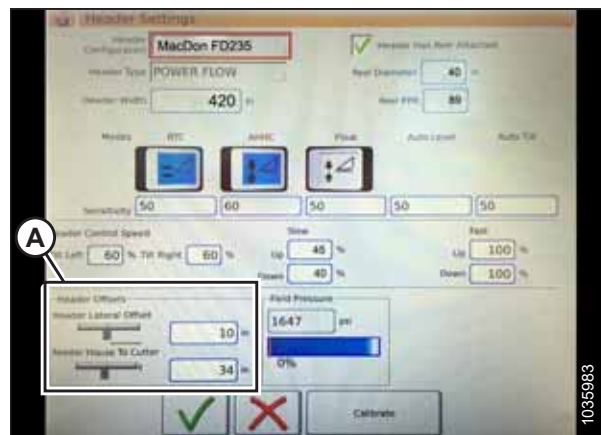 Header Settings
Header Configuration MacDon FD235 Header Has Reel Attached
Header Type POWER FLOW Reel Diameter 40 in
Header Width 420 in Reel PPR 89
Modes RTC AHHC Float Auto Level Auto Tilt
Sensitivity 50 60 50 50 50
A
Header Control Speed Slow Fast
Tilt Left 60 % Tilt Right 60 % Up 46 % Up 100 %
Down 40 % Down 100 %
Header Offsets Field Pressure
Header Lateral Offset 1647 psi
10 in
Feeder House To Cutter
34 in 0%
Calibrate
1035983